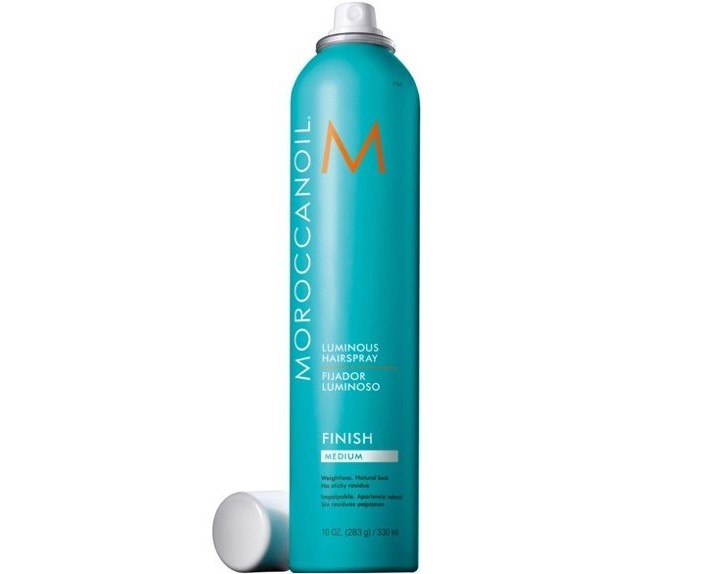 MOROCCANOIL.
M
LUMINOUS
HAIRSPRAY
FIJADOR
LUMINOSO
FINISH
MEDIUM
Weightless. Natural look
No sticky residue
Impalpable. Apariencia natural
Sin residuos pegajosos
10 OZ. (283 g) / 330 ml